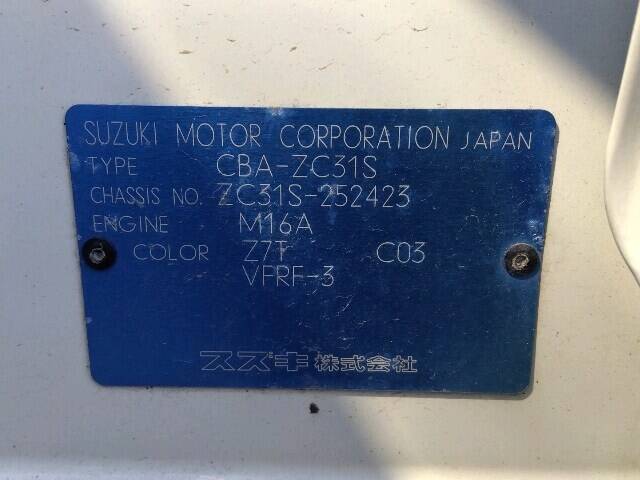 SUZUKI MOTOR CORPORATION JAPAN
TYPE CBA-ZC31S
CHASSIS NO. ZC31S-252423
ENGINE M16A
COLOR Z7T C03
VFRF-3
スズキ株式会社